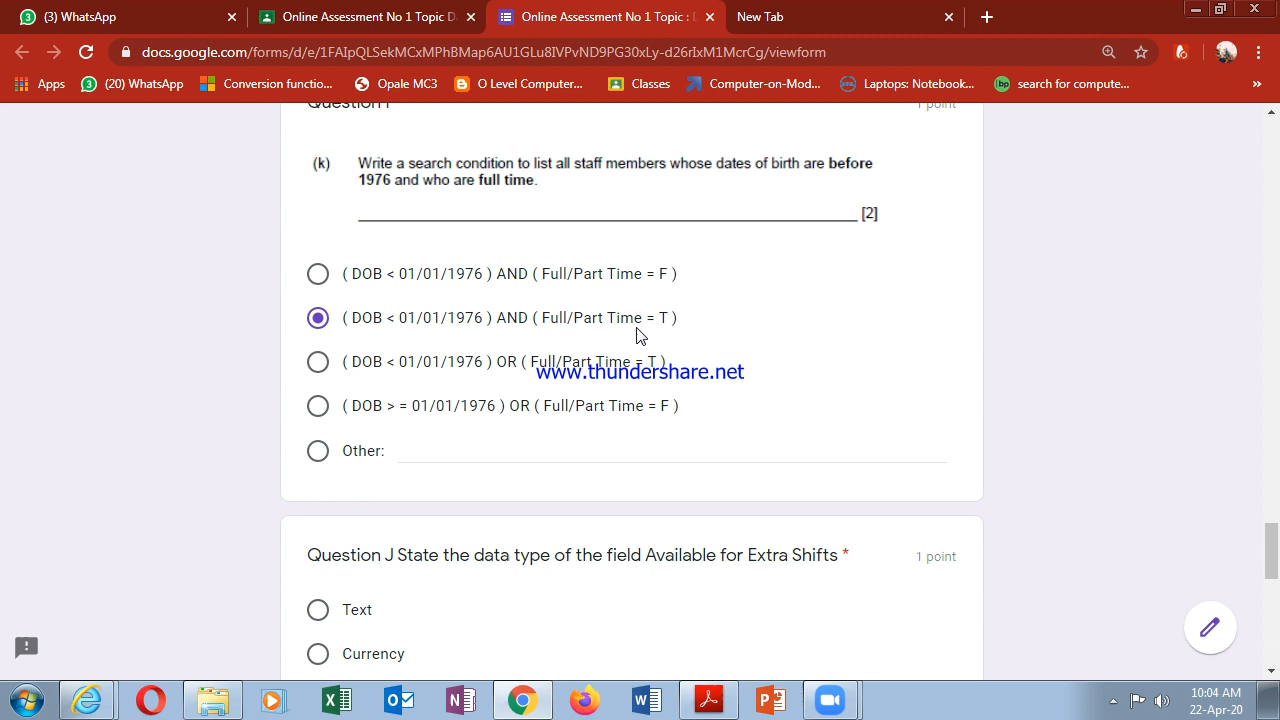 (3) WhatsApp
Online Assessment No 1 Topic D
Online Assessment No 1 Topic : D
New Tab
docs.google.com/forms/d/e/1FAIpQLSekMCxMPhBMap6AU1GLu8IVPvND9PG30xLy-d26rIxM1McrCg/viewform
Apps
(20) WhatsApp
Conversion functio...
Opale MC3
O Level Computer...
Classes
Computer-on-Mod...
Laptops: Notebook...
search for compute...
»
1 point
(k) Write a search condition to list all staff members whose dates of birth are before
1976 and who are full time.
[2]
( DOB < 01/01/1976 ) AND ( Full/Part Time = F )
( DOB < 01/01/1976 ) AND ( Full/Part Time = T )
( DOB < 01/01/1976 ) OR ( Full/Part Time = T )
www.thundershare.net
( DOB > = 01/01/1976 ) OR ( Full/Part Time = F )
Other:
Question J State the data type of the field Available for Extra Shifts *
1 point
Text
Currency
10:04 AM
22-Apr-20